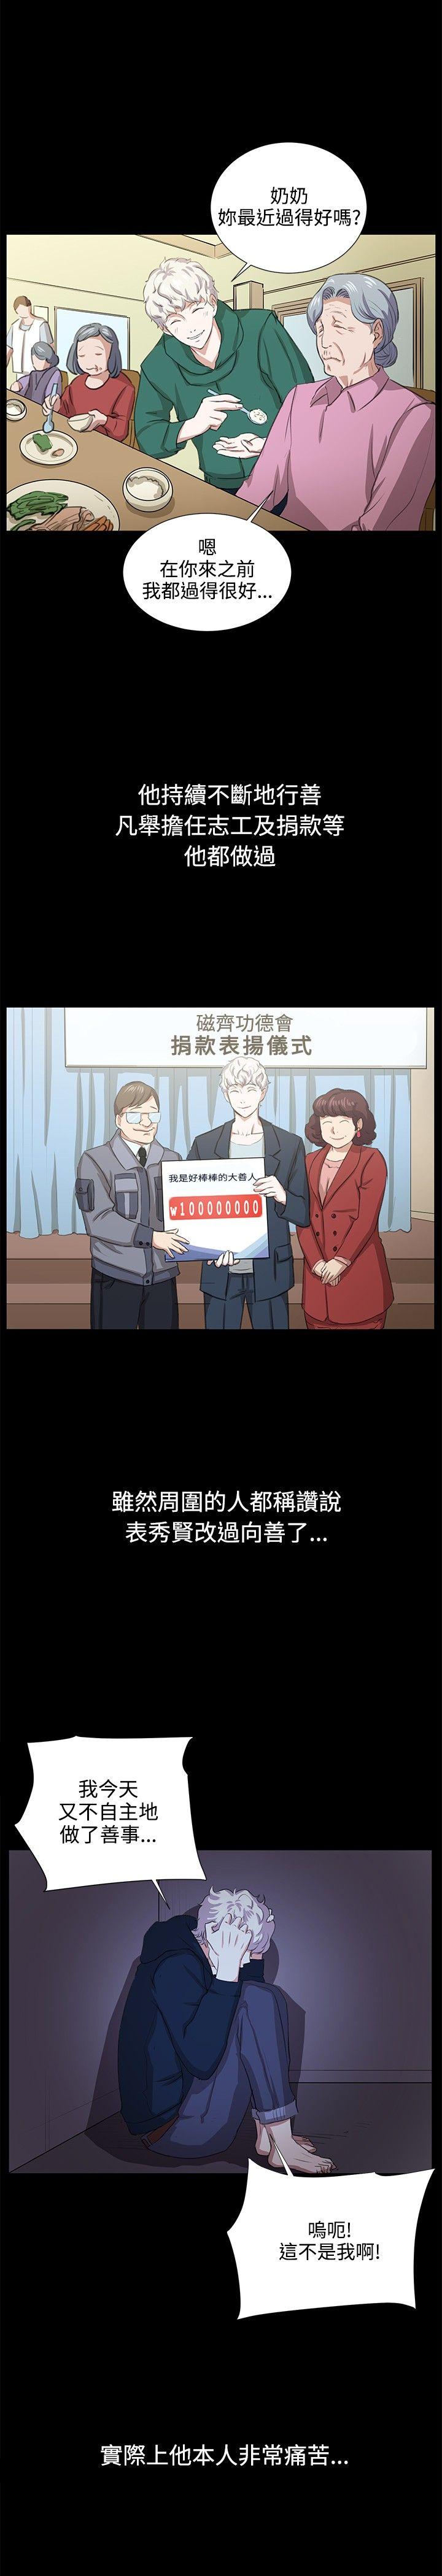 奶奶
妳最近過得好嗎?
嗯
在你來之前
我都過得很好...
他持續不斷地行善
凡舉擔任志工及捐款等
他都做過
磁齊功德會
捐款表揚儀式
我是好棒棒的大善人
₩100000000
雖然周圍的人都稱讚說
表秀賢改過向善了...
我今天
又不自主地
做了善事...
嗚呃!
這不是我啊!
實際上他本人非常痛苦...